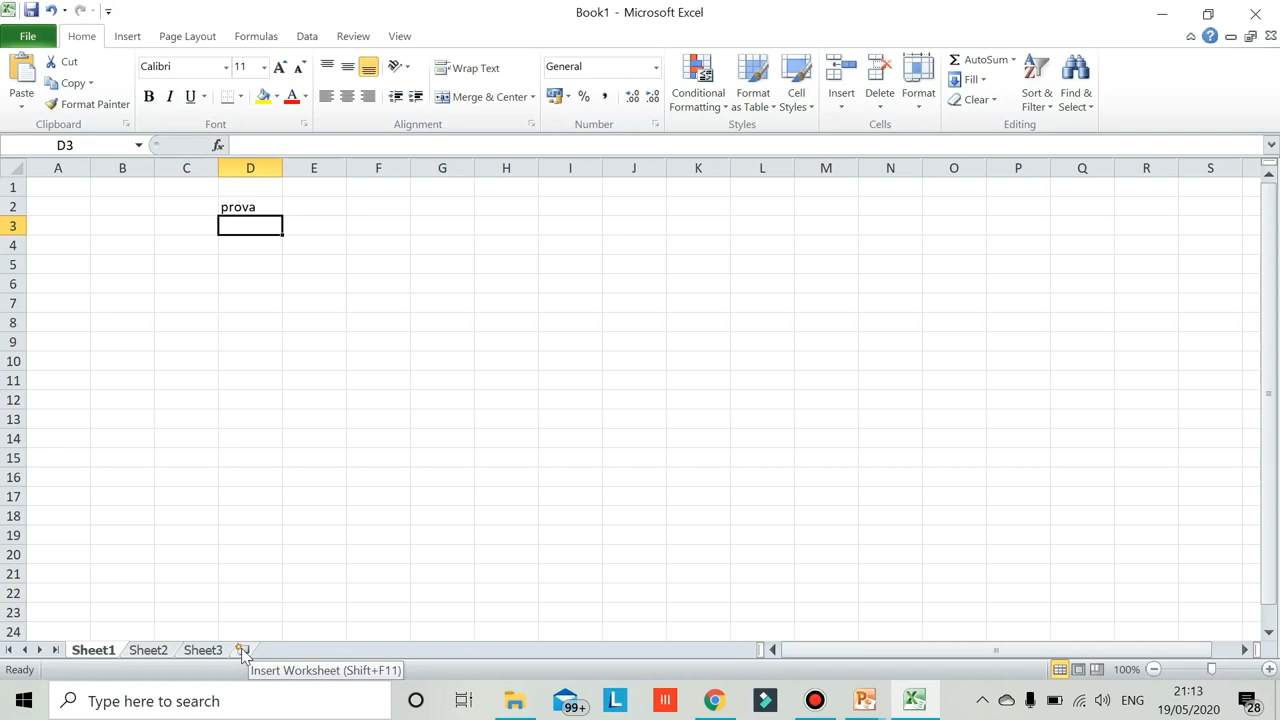 Book1 - Microsoft Excel
File Home Insert Page Layout Formulas Data Review View
Paste
Cut
Copy
Format Painter
Clipboard
Calibri 11 A A
B I U A
Font
Wrap Text
Merge & Center
Alignment
General
% ,
Number
Conditional Formatting
Format as Table
Cell Styles
Styles
Insert
Delete
Format
Cells
Σ AutoSum
Fill
Clear
Sort & Filter
Find & Select
Editing
D3 fx
A B C D E F G H I J K L M N O P Q R S
1
2 prova
3
4
5
6
7
8
9
10
11
12
13
14
15
16
17
18
19
20
21
22
23
24
Sheet1 Sheet2 Sheet3
Insert Worksheet (Shift+F11)
Ready 100%
Type here to search 99+ L ENG 21:13 28
19/05/2020